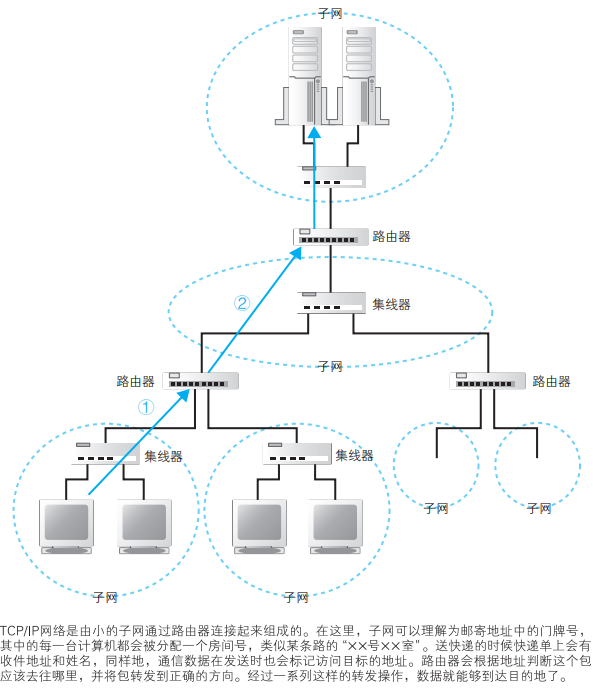 子网
路由器
②
集线器
子网
路由器
路由器
①
集线器
集线器
子网
子网
子网
子网
TCP/IP网络是由小的子网通过路由器连接起来组成的。在这里，子网可以理解为邮寄地址中的门牌号，
其中的每一台计算机都会被分配一个房间号，类似某条路的“××号××室”。送快递的时候快递单上会有
收件地址和姓名，同样地，通信数据在发送时也会标记访问目标的地址。路由器会根据地址判断这个包
应该去往哪里，并将包转发到正确的方向。经过一系列这样的转发操作，数据就能够到达目的地了。